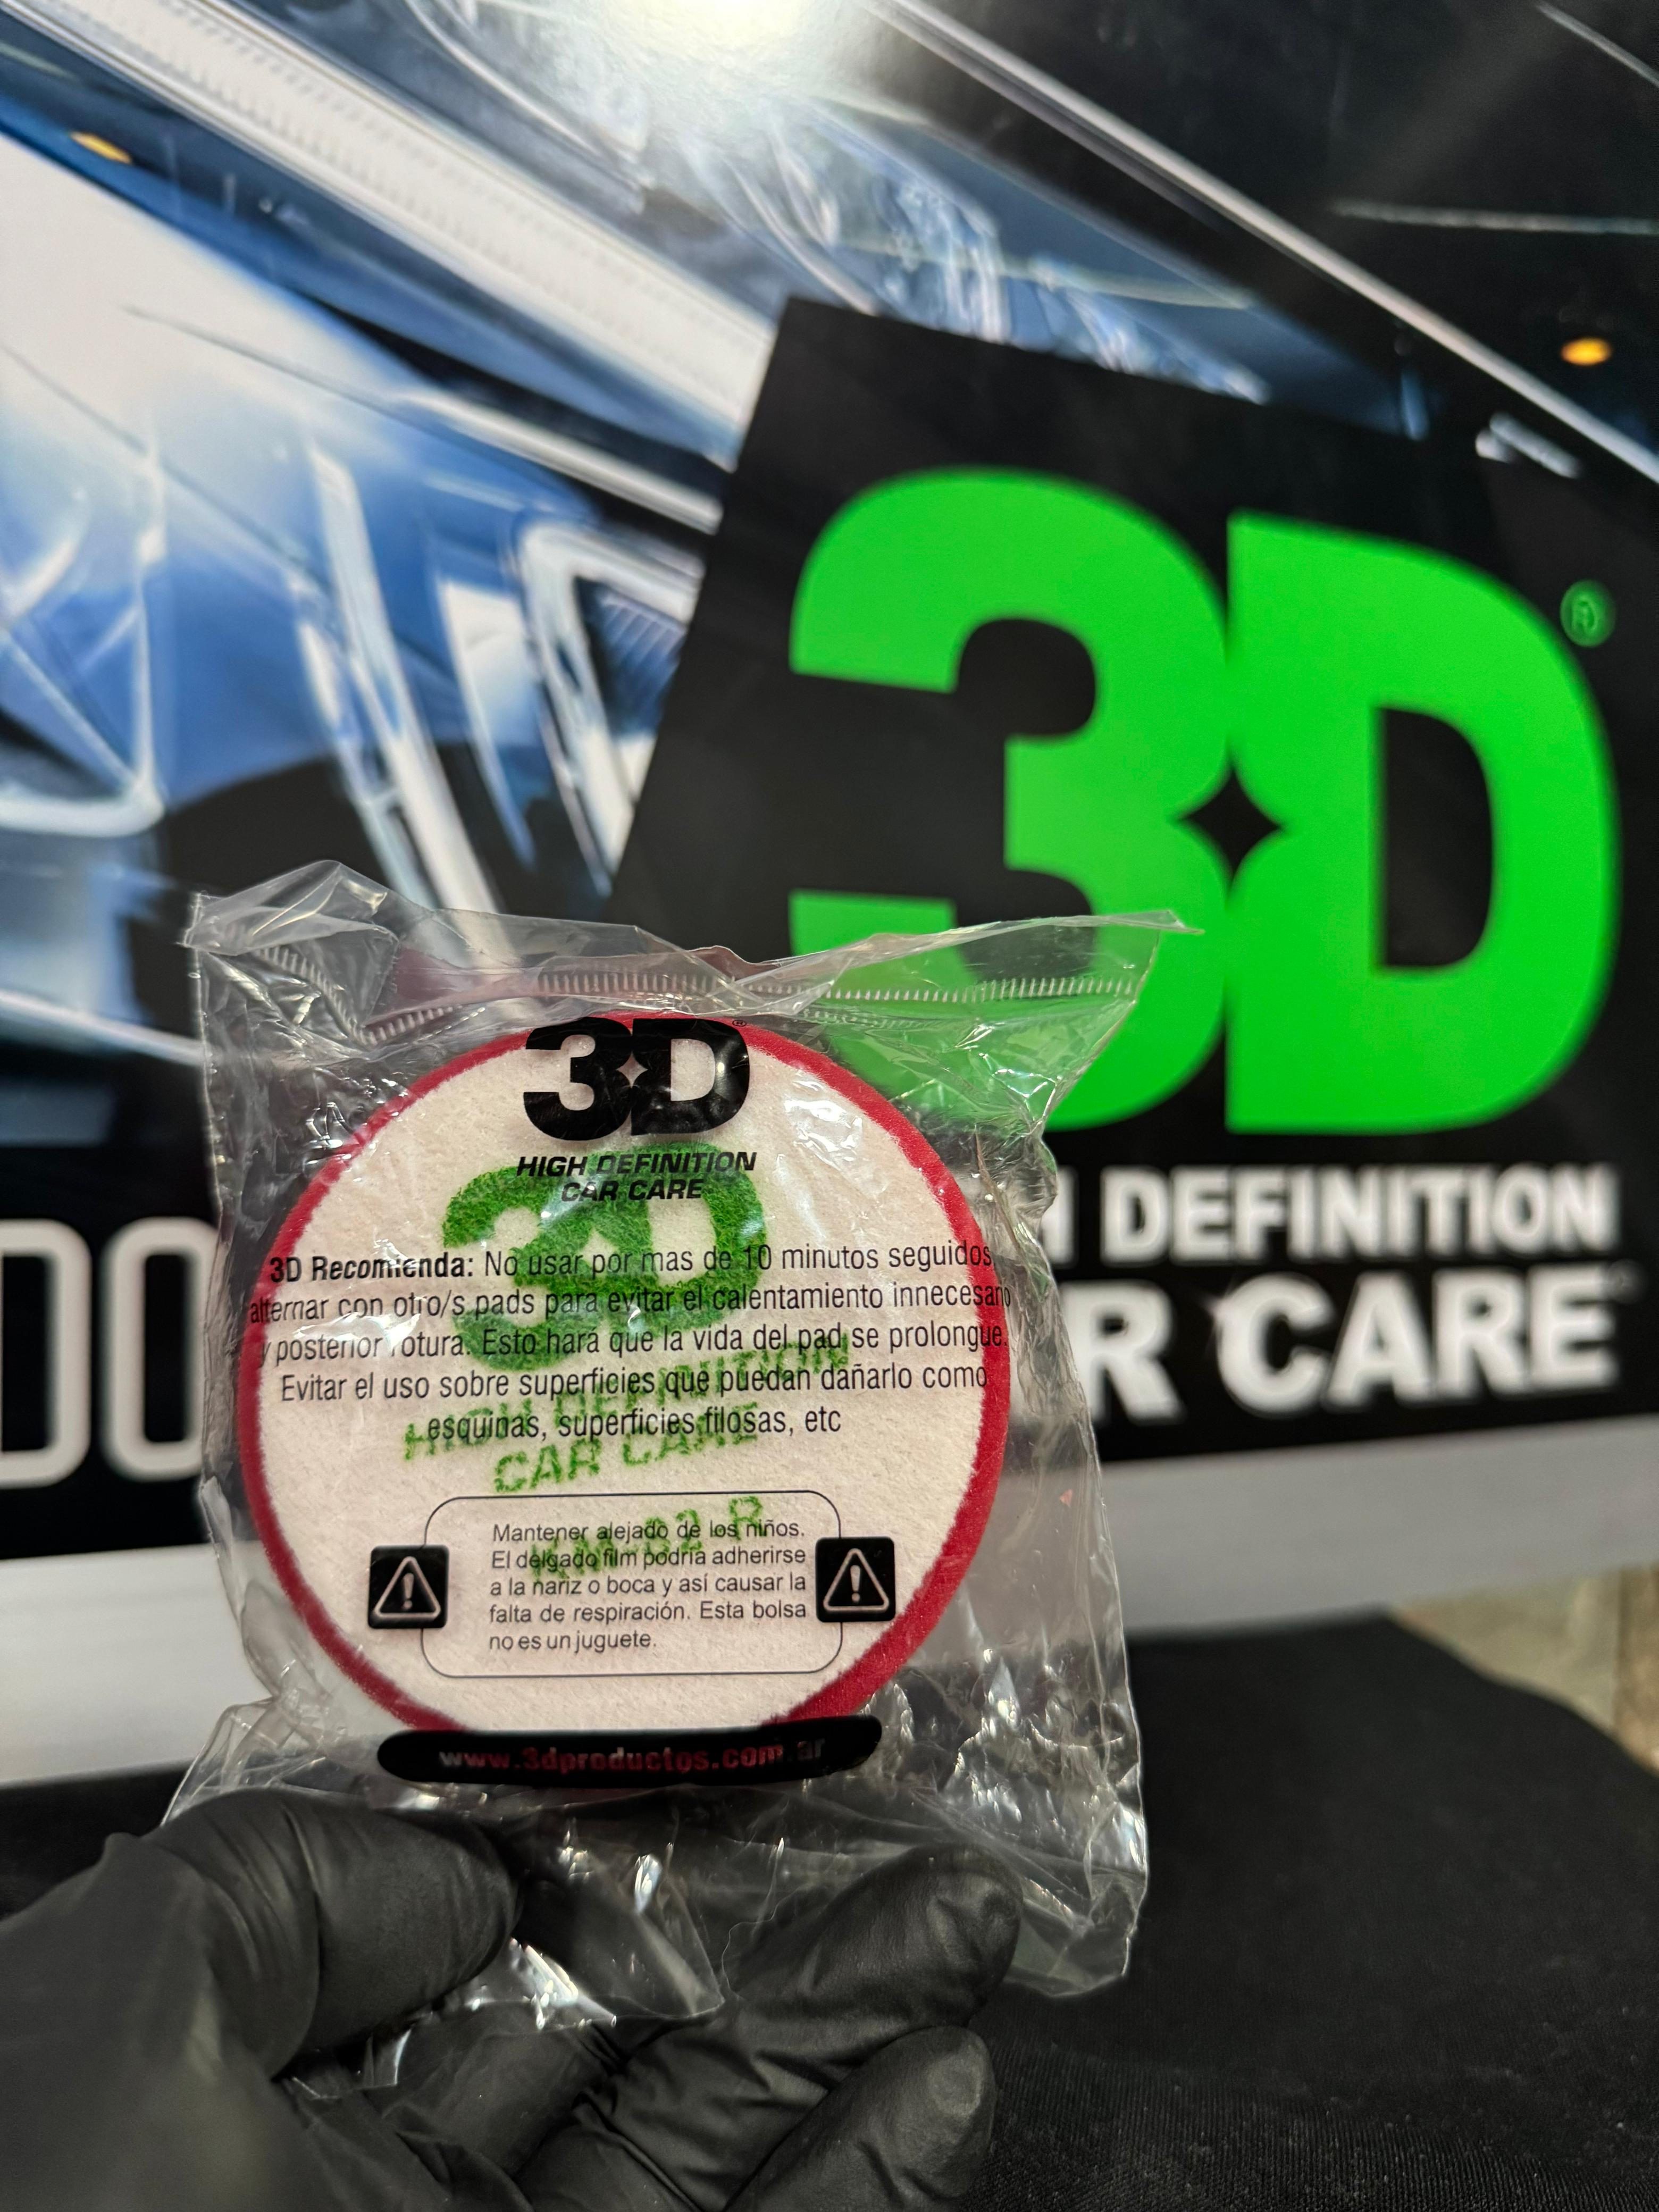 3D®
HIGH DEFINITION
R CARE
DO
3D®
HIGH DEFINITION
CAR CARE
3D Recomienda: No usar por mas de 10 minutos seguidos,
alternar con otro/s pads para evitar el calentamiento innecesario
y posterior rotura. Esto hará que la vida del pad se prolongue.
Evitar el uso sobre superficies que puedan dañarlo como
esquinas, superficies filosas, etc
3D
HIGH DEFINITION
CAR CARE
Mantener alejado de los niños.
El delgado film podría adherirse
a la nariz o boca y así causar la
falta de respiración. Esta bolsa
no es un juguete.
www.3dproductos.com.ar